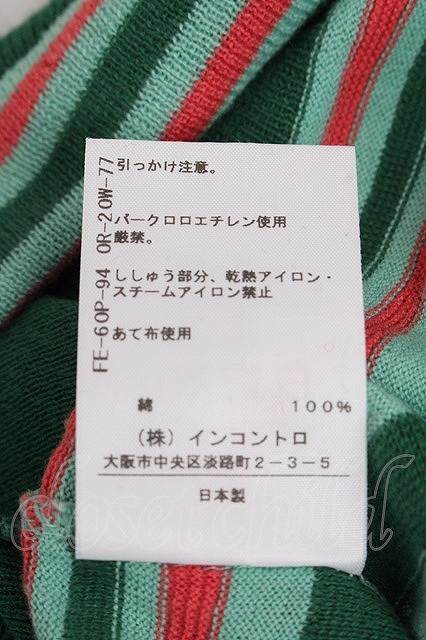 引っかけ注意。
パークロロエチレン使用
厳禁。
ししゅう部分、乾熱アイロン・
スチームアイロン禁止
あて布使用
綿 100%
(株)インコントロ
大阪市中央区淡路町2-3-5
日本製
FE-60P-94 OR-20W-77
closet child